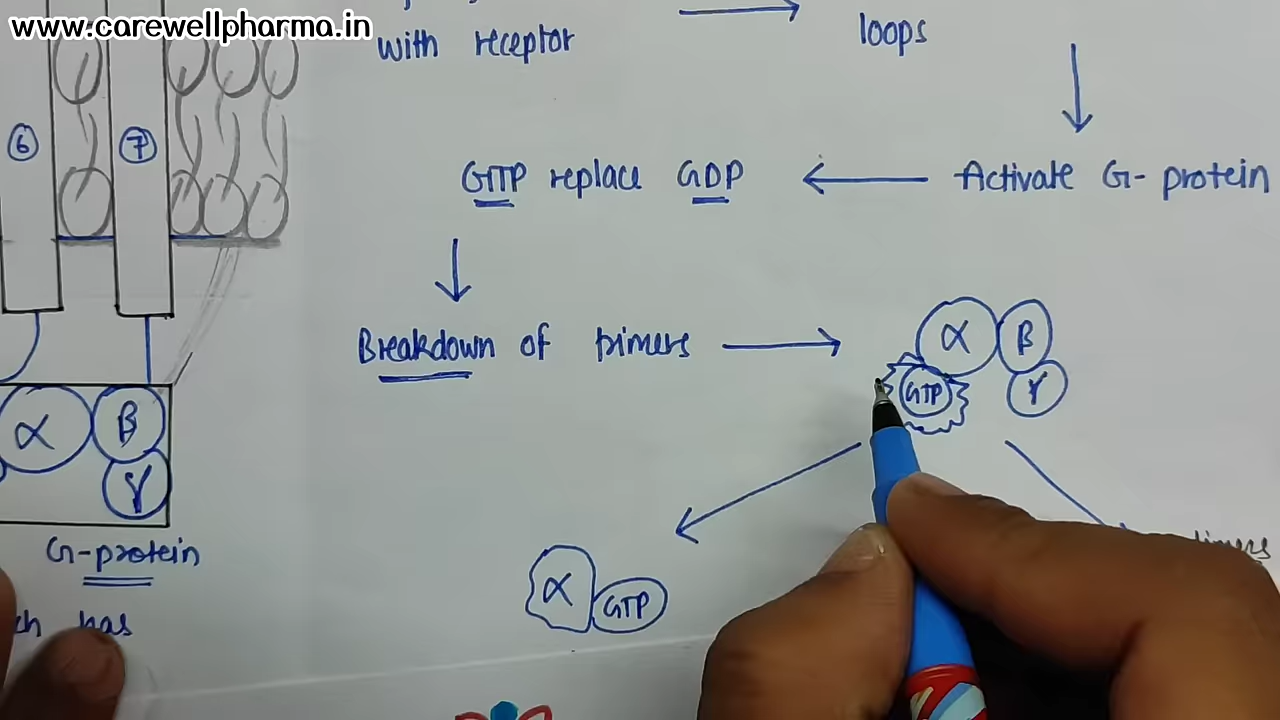 www.carewellpharma.in
with receptor
loops
6
7
GTP replace GDP
Activate G-protein
Breakdown of trimers
α
β
GTP
γ
α
β
γ
G-protein
α
GTP
has